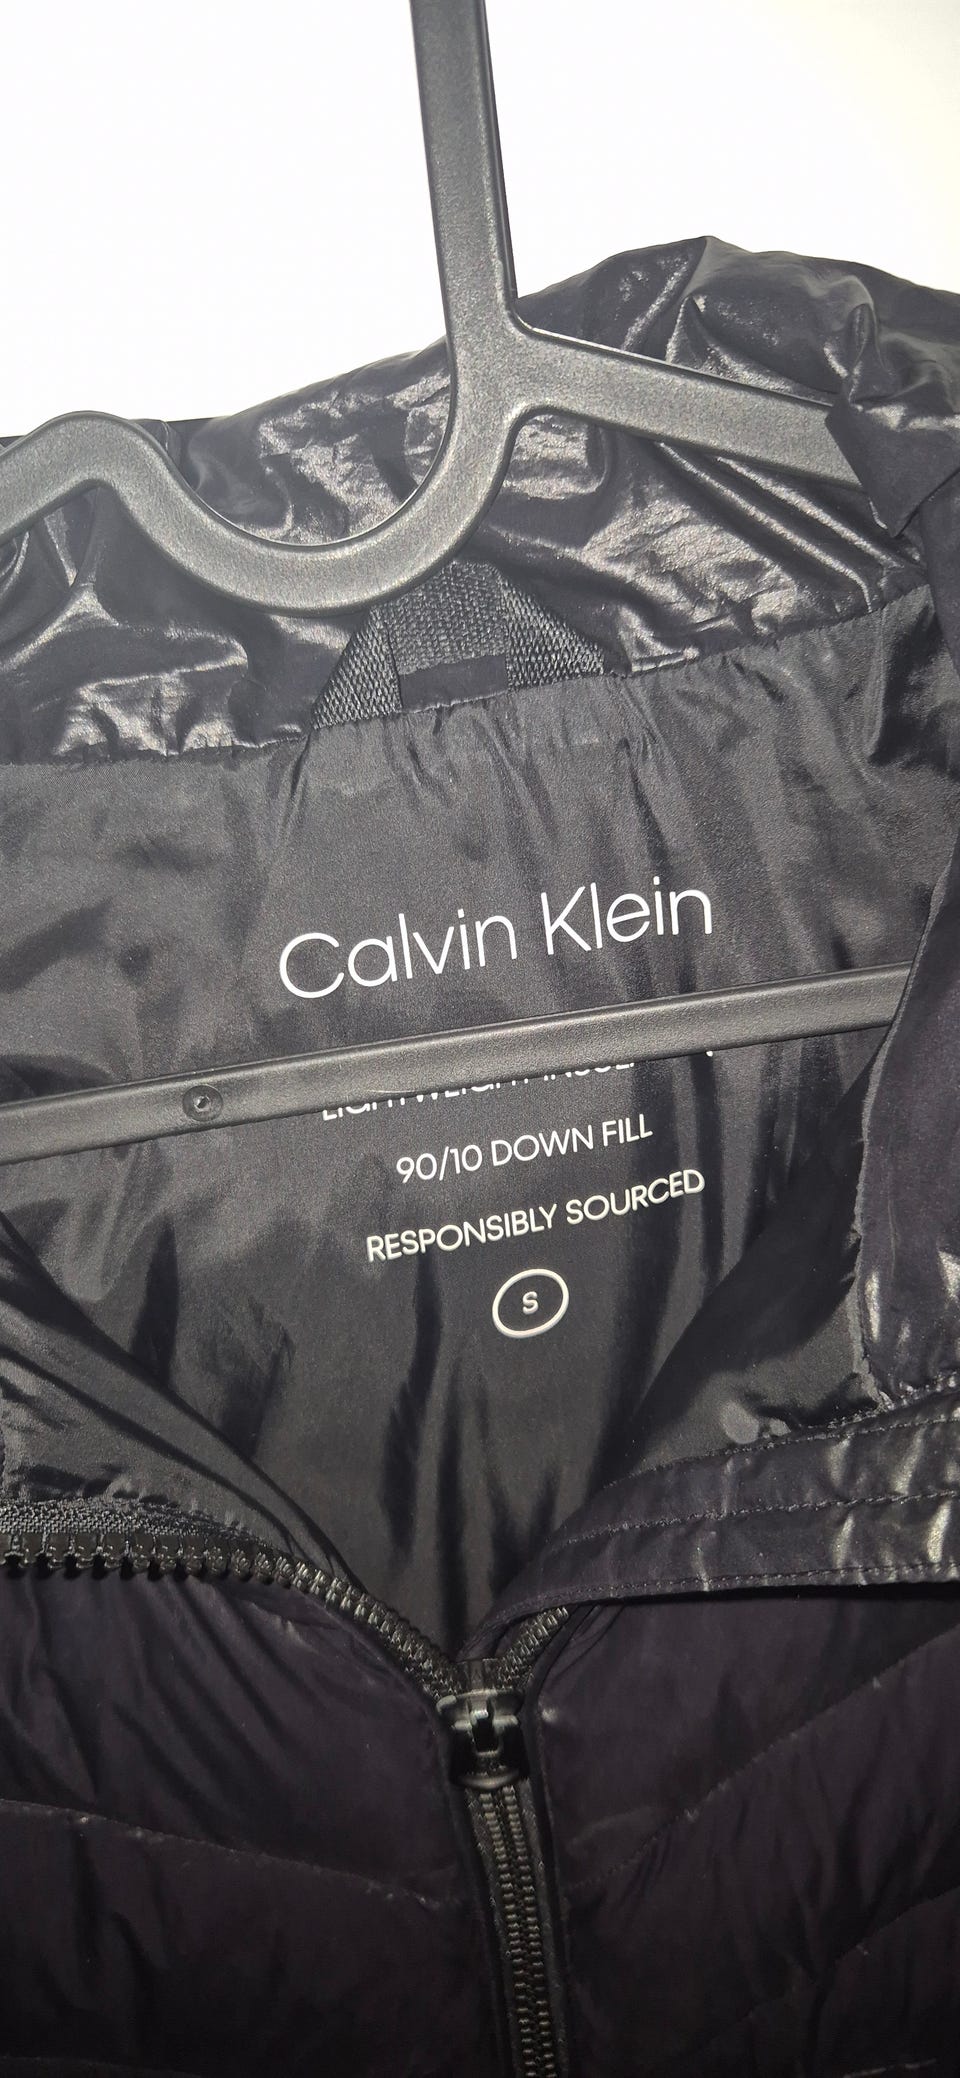 Calvin Klein
90/10 DOWN FILL
RESPONSIBLY SOURCED
S